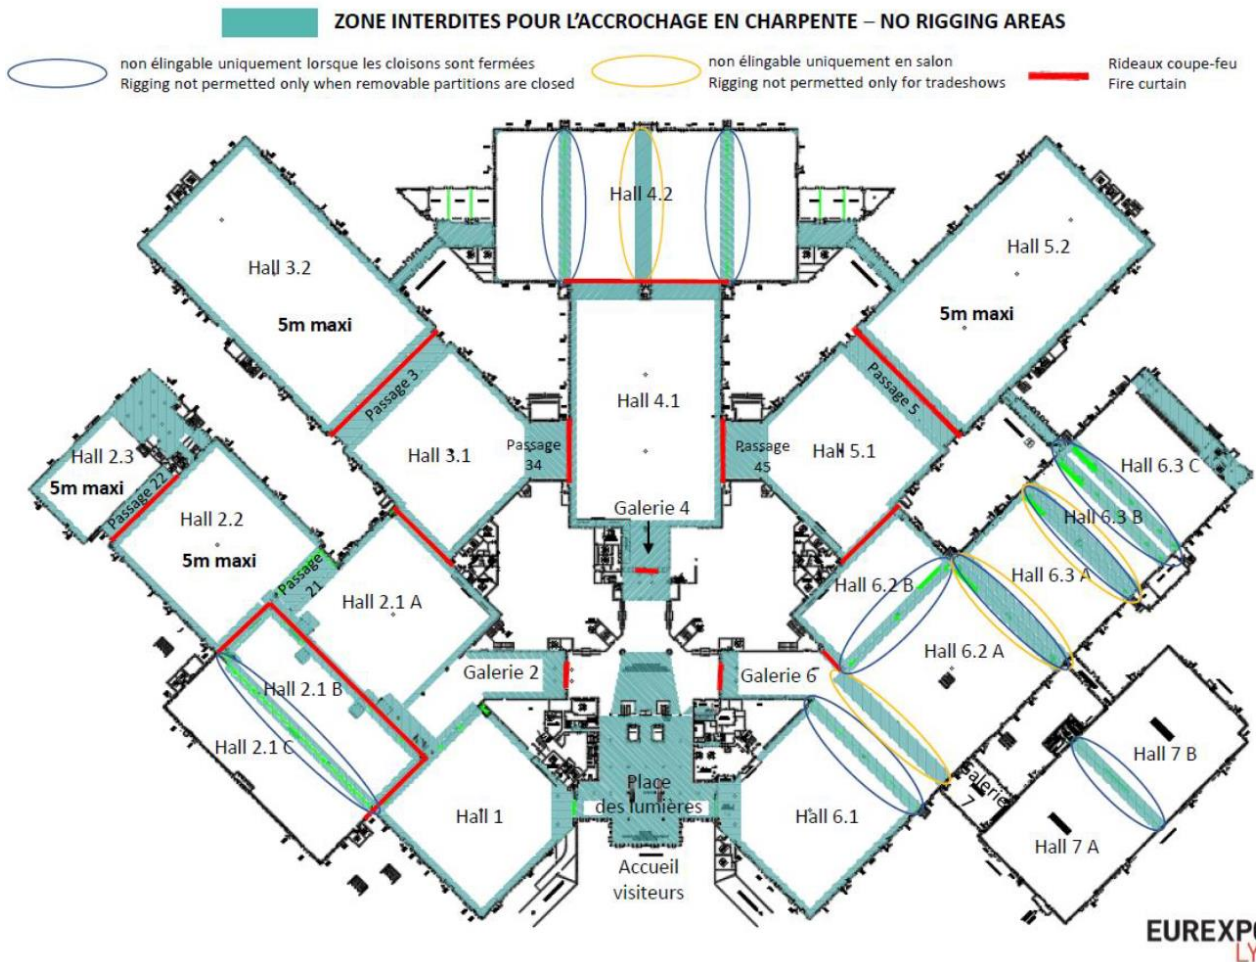 ZONE INTERDITES POUR L'ACCROCHAGE EN CHARPENTE – NO RIGGING AREAS
non élingable uniquement lorsque les cloisons sont fermées
Rigging not permetted only when removable partitions are closed
non élingable uniquement en salon
Rigging not permetted only for tradeshows
Rideaux coupe-feu
Fire curtain
Hall 4.2
Hall 3.2
5m maxi
Hall 5.2
5m maxi
Passage 3
Hall 4.1
Passage 5
Hall 3.1
Passage
34
Passage
45
Hall 5.1
Hall 2.3
5m maxi
Passage 22
Hall 6.3 C
Hall 2.2
5m maxi
Galerie 4
Hall 6.3 B
Passage
21
Hall 2.1 A
Hall 6.2 B
Hall 6.3 A
Hall 6.2 A
Galerie 2
Galerie 6
Hall 2.1 B
Hall 2.1 C
Hall 7 B
Place
des lumières
Galerie
7
Hall 1
Hall 6.1
Hall 7 A
Accueil
visiteurs
EUREXPO
LY